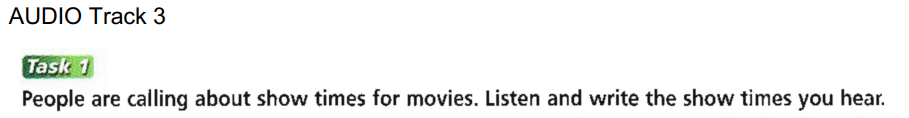 AUDIO Track 3
Task 1
People are calling about show times for movies. Listen and write the show times you hear.